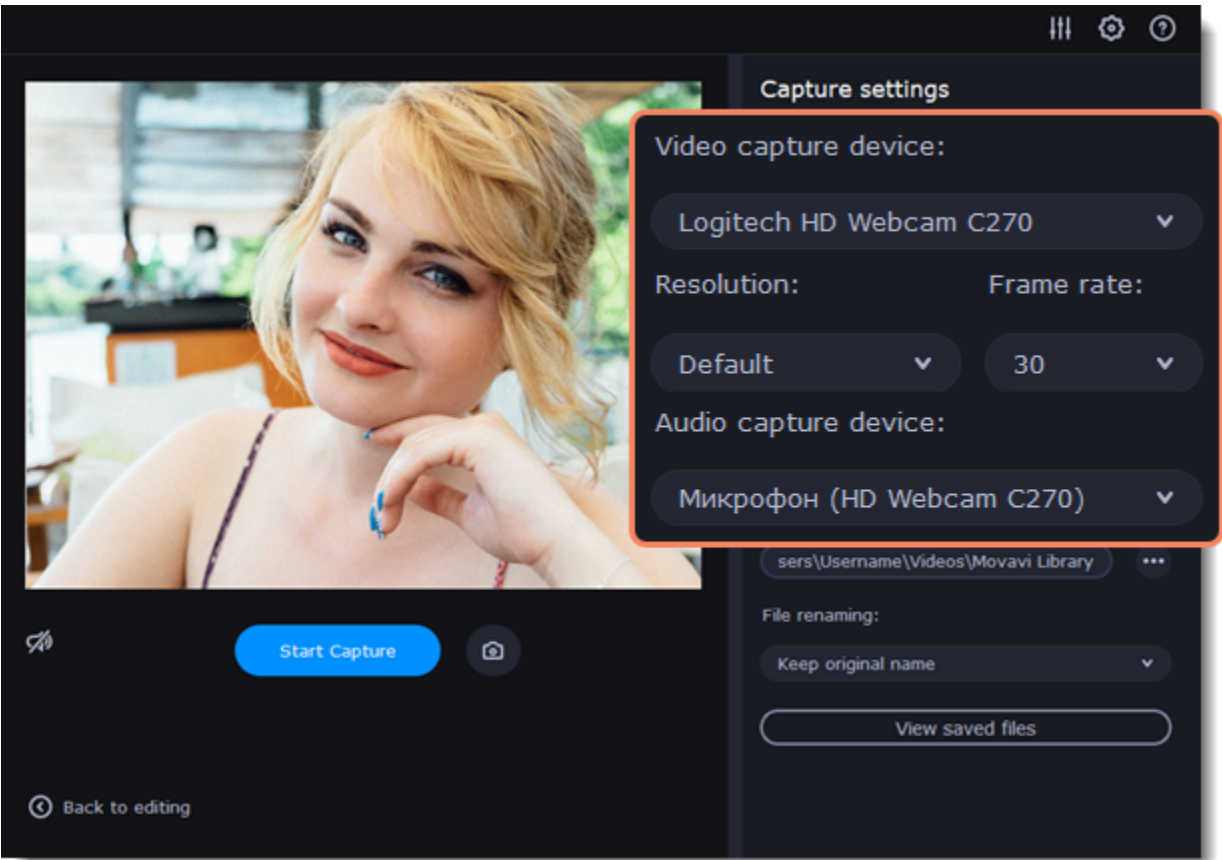 Capture settings
Video capture device:
Logitech HD Webcam C270
Resolution:
Frame rate:
Default
30
Audio capture device:
Микрофон (HD Webcam C270)
sers\Username\Videos\Movavi Library
File renaming:
Keep original name
View saved files
Start Capture
Back to editing